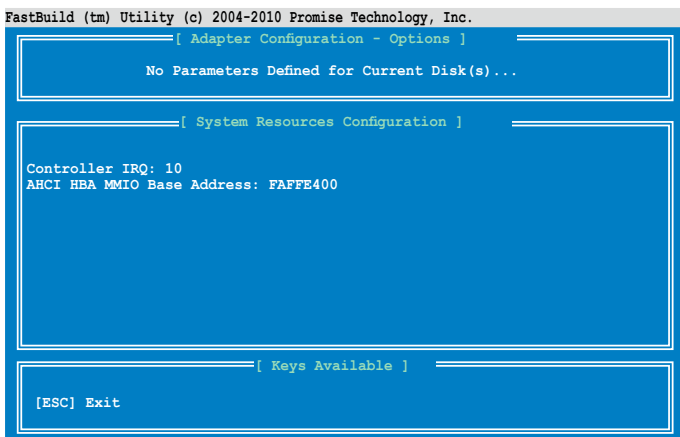 FastBuild (tm) Utility (c) 2004-2010 Promise Technology, Inc.
[ Adapter Configuration - Options ]
No Parameters Defined for Current Disk(s)...
[ System Resources Configuration ]
Controller IRQ: 10
AHCI HBA MMIO Base Address: FAFFE400
[ Keys Available ]
[ESC] Exit